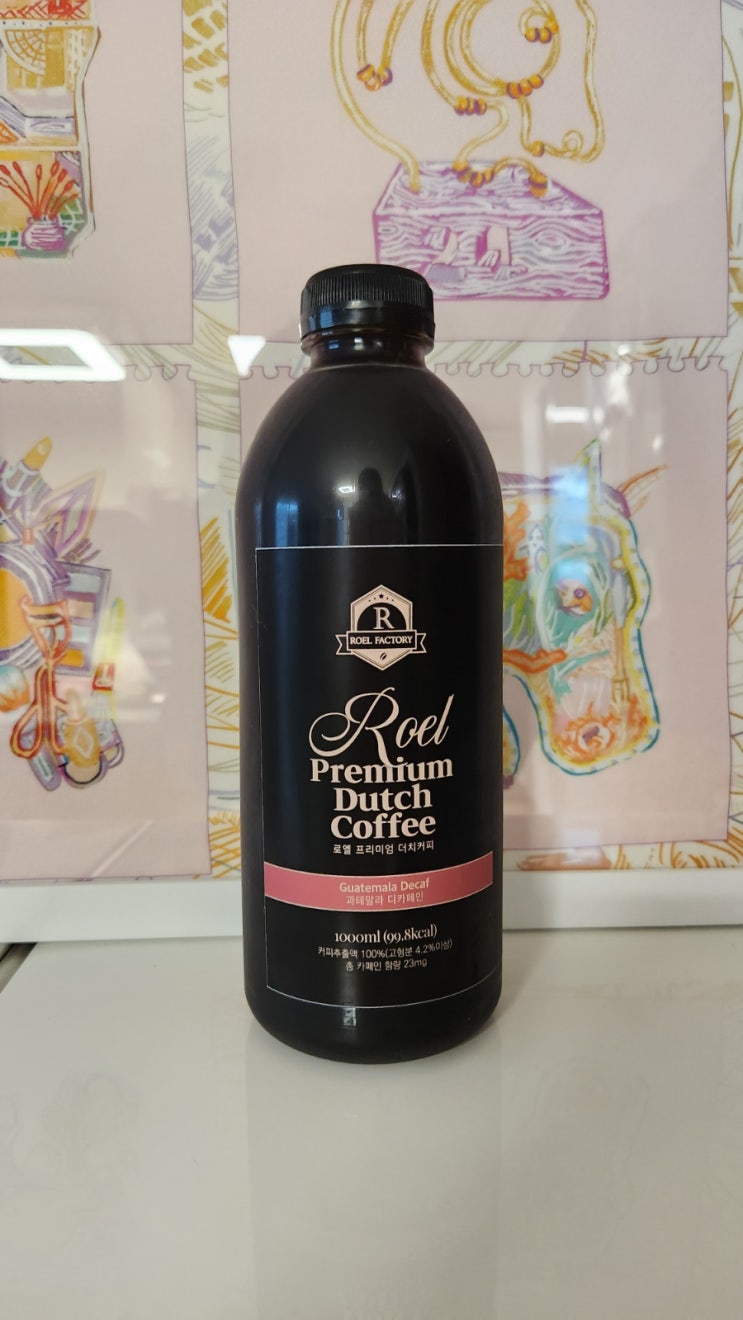 R
ROEL FACTORY
Roel
Premium
Dutch
Coffee
로엘 프리미엄 더치커피
Guatemala Decaf
과테말라 디카페인
1000ml (99.8kcal)
커피추출액 100%(고형분 4.2%이상)
총 카페인 함량 23mg